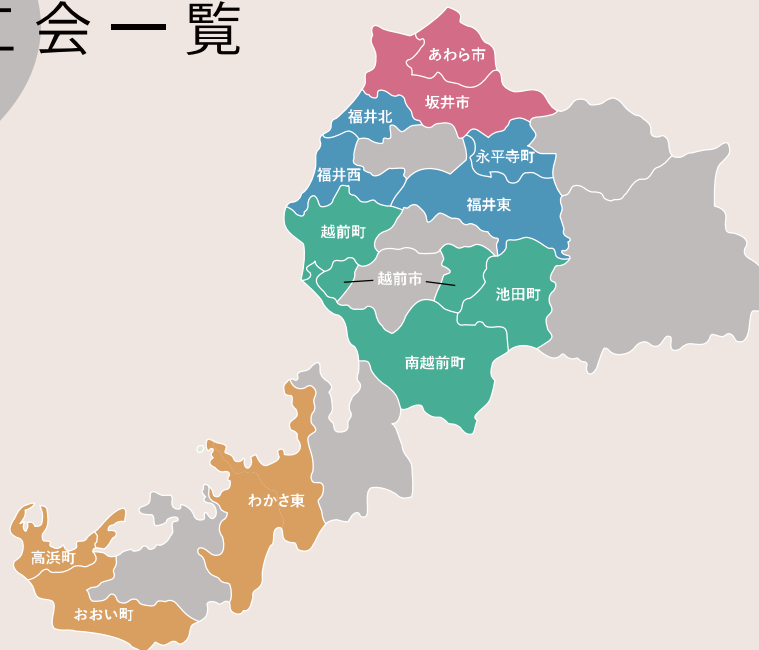 会一覧
あわら市
坂井市
福井北
永平寺町
福井西
福井東
越前町
越前市
池田町
南越前町
わかさ東
高浜町
おおい町